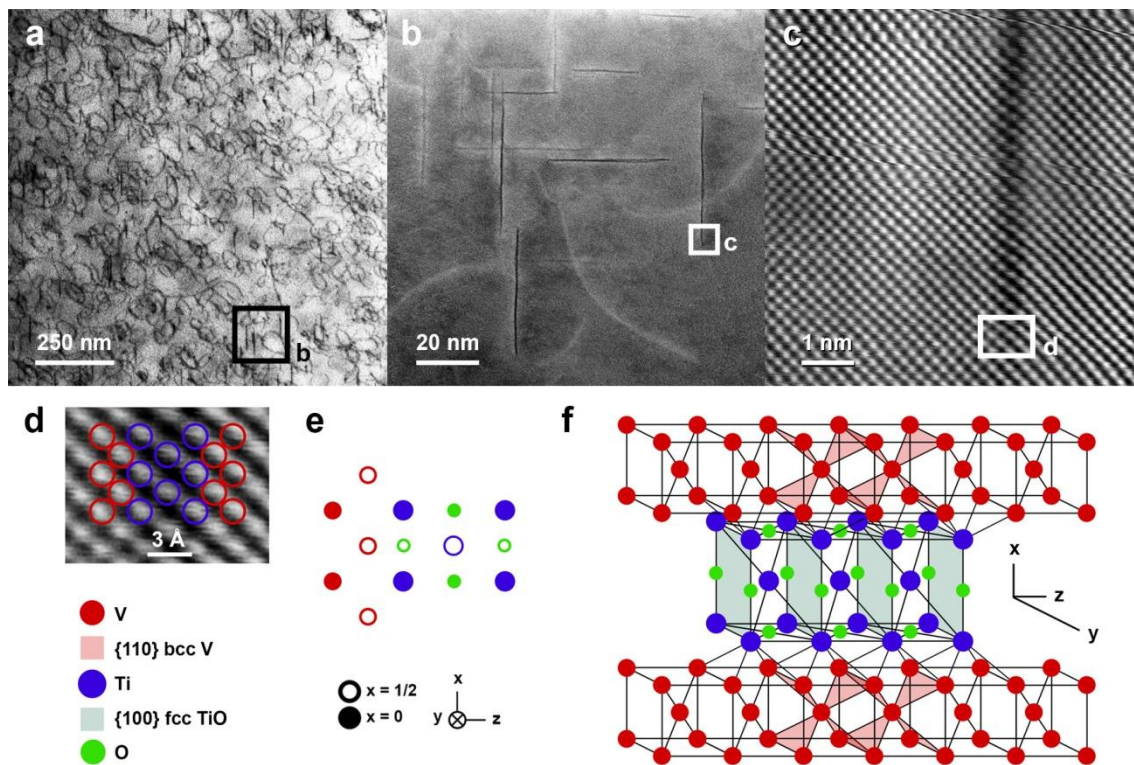 a
b
c
250 nm
b
20 nm
c
1 nm
d
d
3 Å
e
f
V
{110} bcc V
Ti
{100} fcc TiO
O
x = 1/2
x = 0
x
y
z
x
z
y